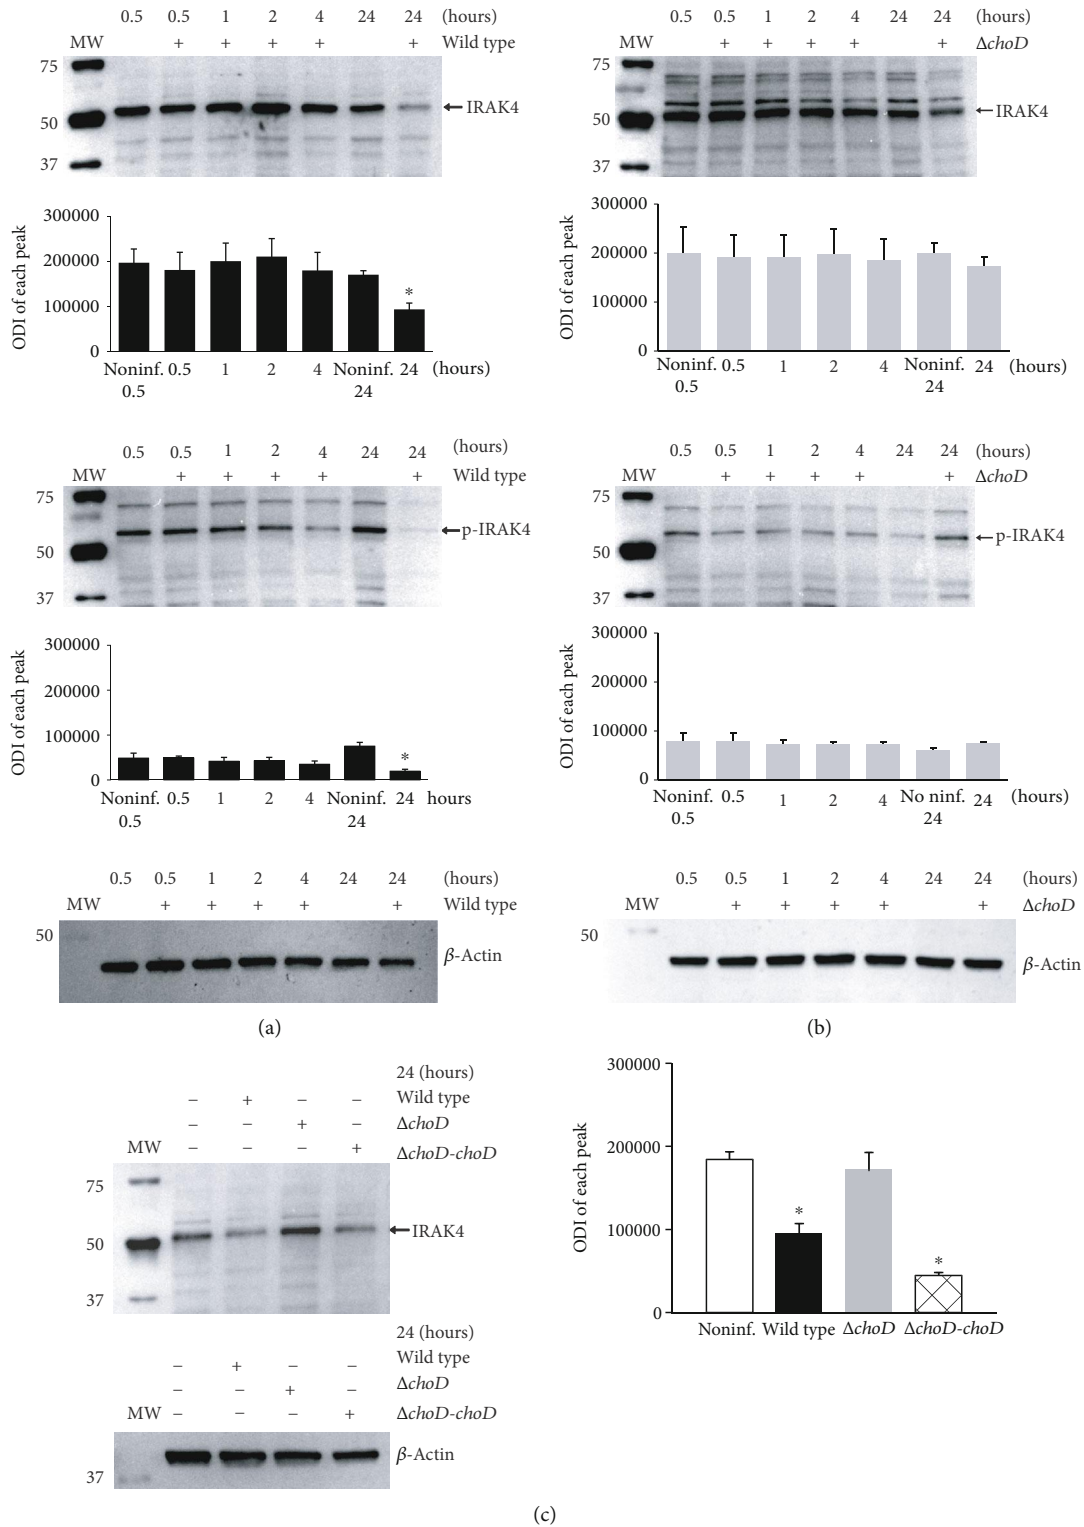 0.5 0.5 1 2 4 24 24 (hours)
MW + + + + + Wild type
75
50
37
IRAK4
ODI of each peak
300000
200000
100000
0
*
Noninf. 0.5 1 2 4 Noninf. 24 (hours)
0.5 24
0.5 0.5 1 2 4 24 24 (hours)
MW + + + + + ΔchoD
75
50
37
IRAK4
ODI of each peak
300000
200000
100000
0
Noninf. 0.5 1 2 4 Noninf. 24 (hours)
0.5 24
0.5 0.5 1 2 4 24 24 (hours)
MW + + + + + Wild type
75
50
37
p-IRAK4
ODI of each peak
300000
200000
100000
0
*
Noninf. 0.5 1 2 4 Noninf. 24 hours
0.5 24
0.5 0.5 1 2 4 24 24 (hours)
MW + + + + + ΔchoD
75
50
37
p-IRAK4
ODI of each peak
300000
200000
100000
0
Noninf. 0.5 1 2 4 No ninf. 24 (hours)
0.5 24
0.5 0.5 1 2 4 24 24 (hours)
MW + + + + + Wild type
50
β-Actin
(a)
0.5 0.5 1 2 4 24 24 (hours)
MW + + + + + ΔchoD
50
β-Actin
(b)
24 (hours)
− + − − Wild type
− − + − ΔchoD
MW − − − + ΔchoD-choD
75
50
37
IRAK4
24 (hours)
− + − − Wild type
− − + − ΔchoD
MW − − − + ΔchoD-choD
37
β-Actin
ODI of each peak
300000
200000
100000
0
*
*
Noninf. Wild type ΔchoD ΔchoD-choD
(c)